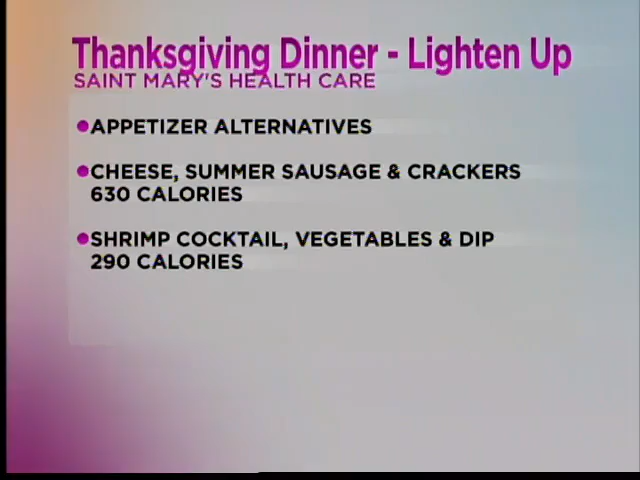 Thanksgiving Dinner - Lighten Up
SAINT MARY'S HEALTH CARE
●APPETIZER ALTERNATIVES
●CHEESE, SUMMER SAUSAGE & CRACKERS
630 CALORIES
●SHRIMP COCKTAIL, VEGETABLES & DIP
290 CALORIES